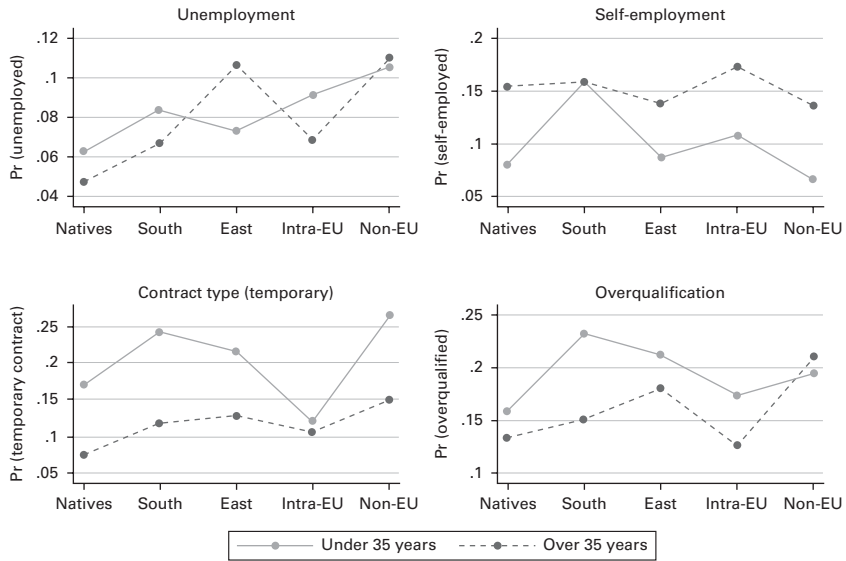 Unemployment
.12
.1
.08
.06
.04
Pr (unemployed)
Natives South East Intra-EU Non-EU
Self-employment
.2
.15
.1
.05
Pr (self-employed)
Natives South East Intra-EU Non-EU
Contract type (temporary)
.25
.2
.15
.1
.05
Pr (temporary contract)
Natives South East Intra-EU Non-EU
Overqualification
.25
.2
.15
.1
Pr (overqualified)
Natives South East Intra-EU Non-EU
Under 35 years Over 35 years